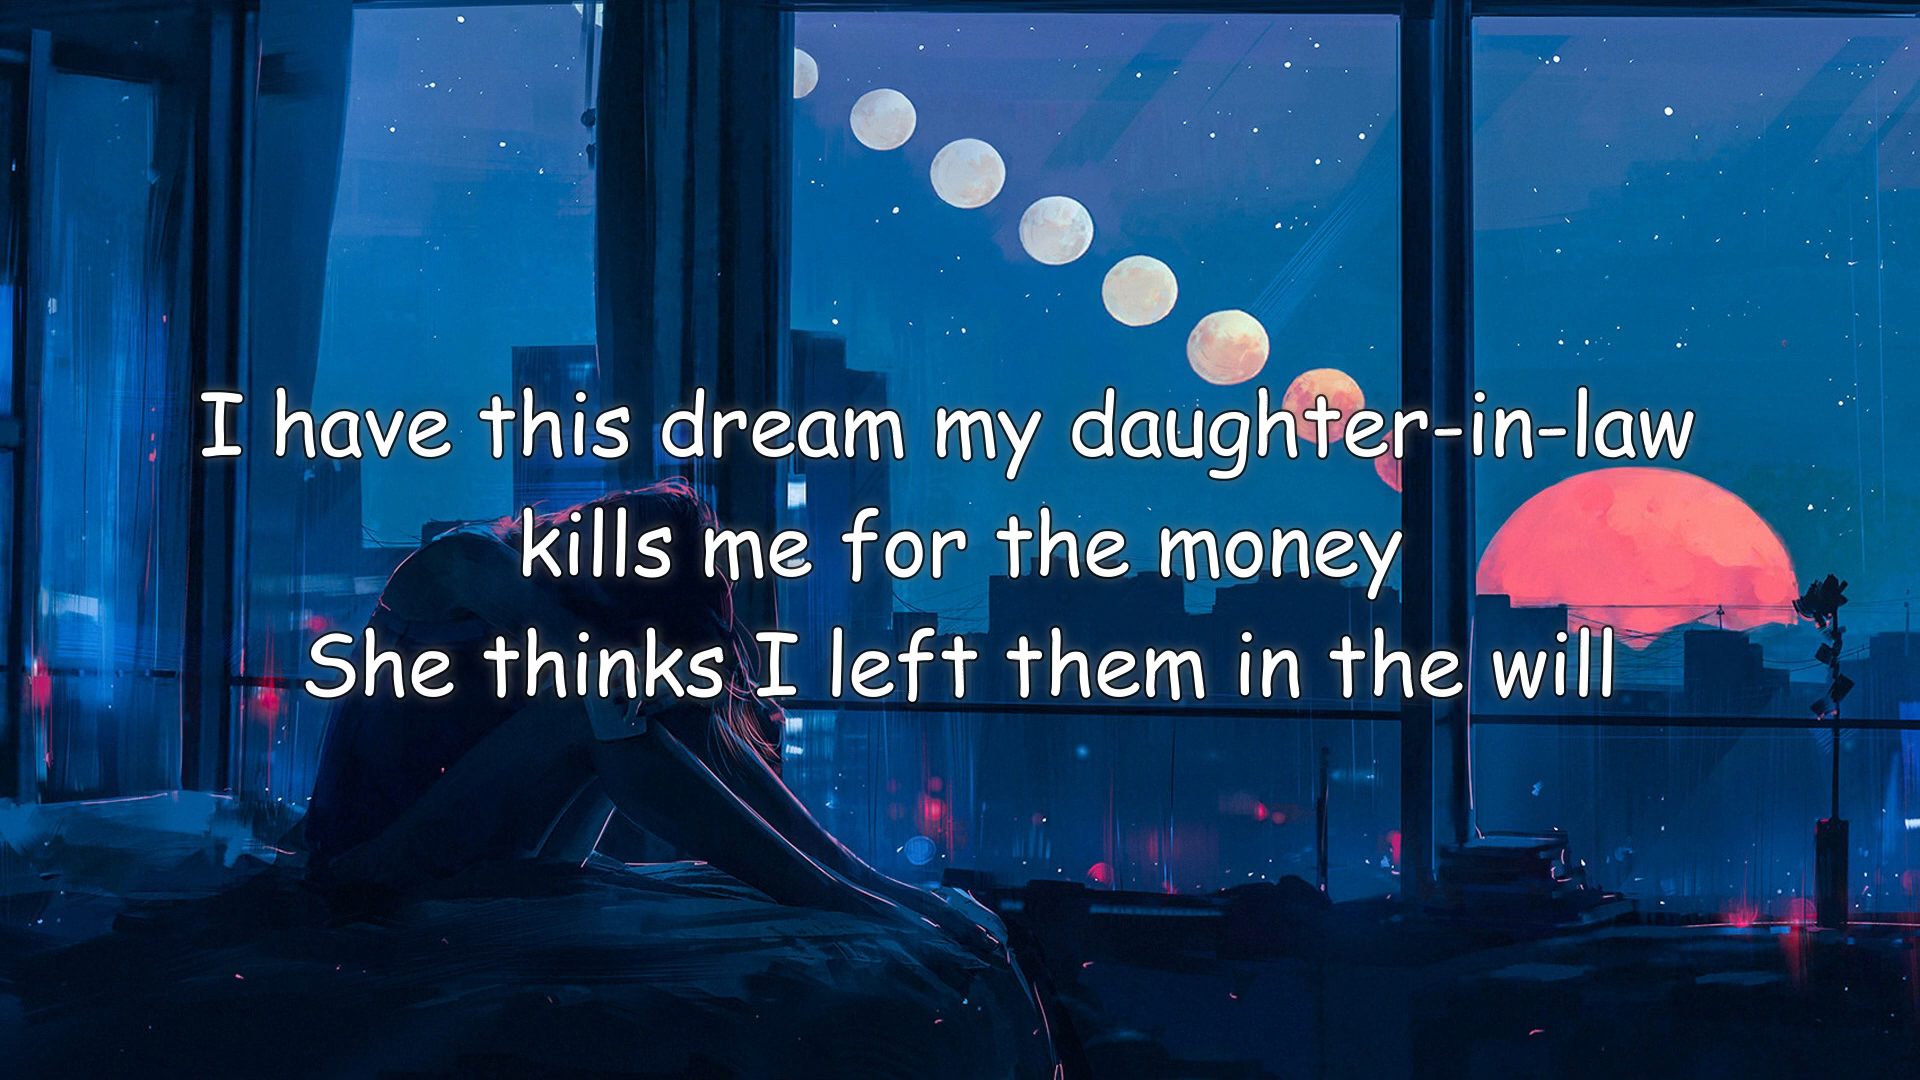 I have this dream my daughter-in-law
kills me for the money
She thinks I left them in the will